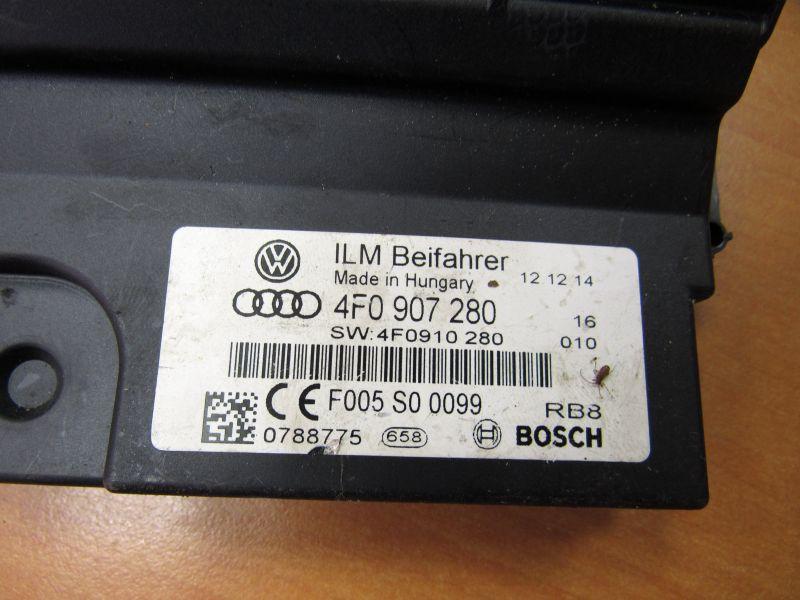 ILM Beifahrer
Made in Hungary 12 12 14
4F0 907 280 16
SW:4F0910 280 010
CE F005 S0 0099 RB8
0788775 658 BOSCH